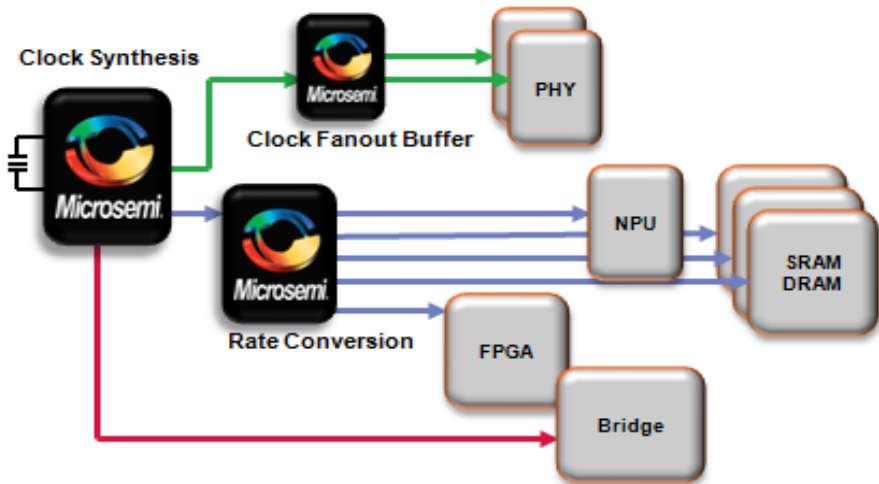 Clock Synthesis
Microsemi.
Microsemi.
PHY
Clock Fanout Buffer
Microsemi.
NPU
SRAM
DRAM
Rate Conversion
FPGA
Bridge